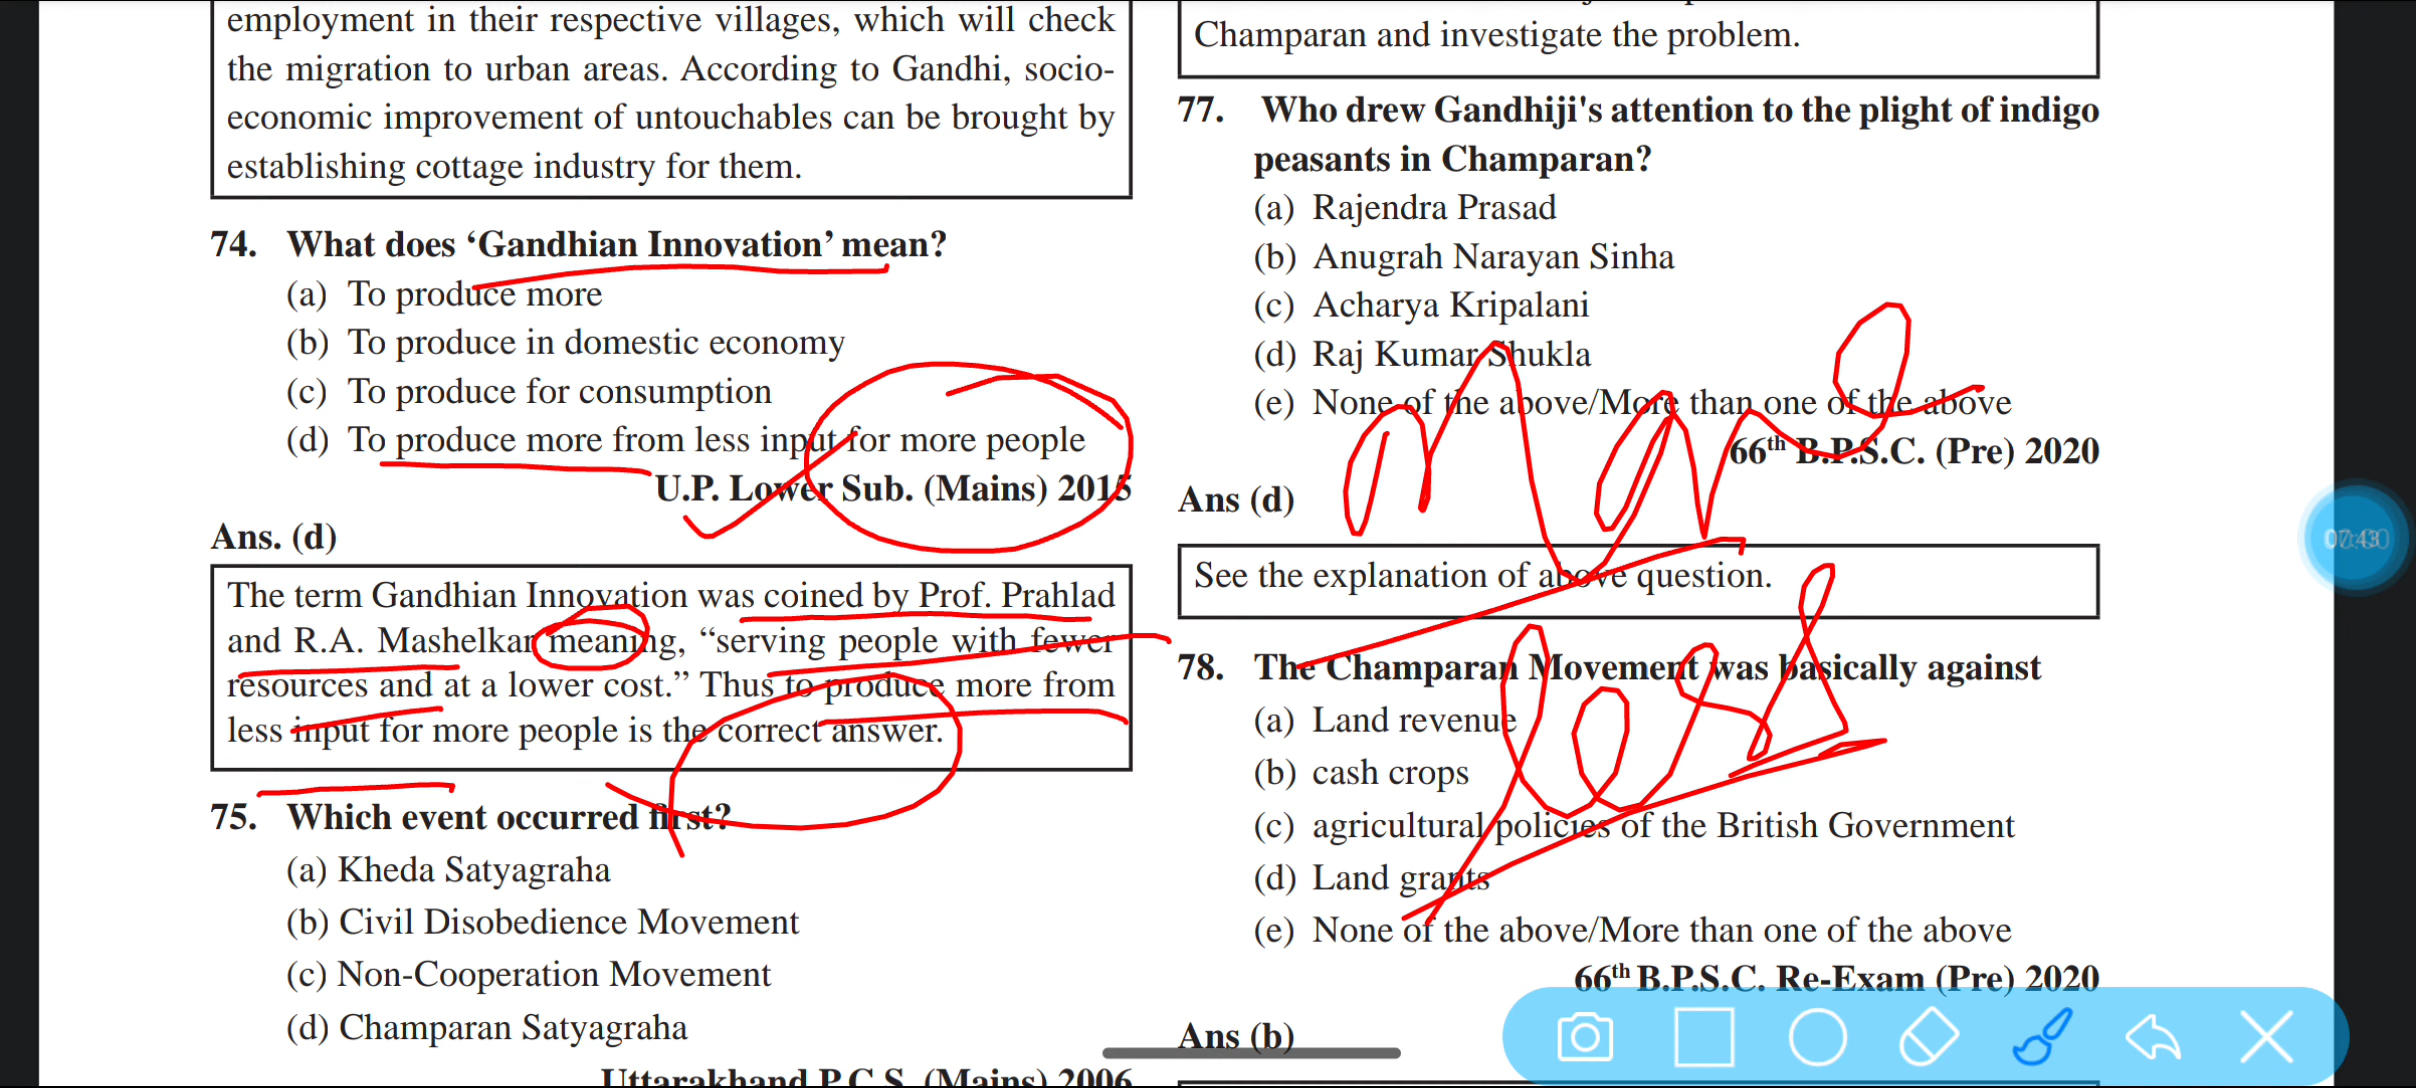 employment in their respective villages, which will check
the migration to urban areas. According to Gandhi, socio-
economic improvement of untouchables can be brought by
establishing cottage industry for them.
74. What does ‘Gandhian Innovation’ mean?
(a) To produce more
(b) To produce in domestic economy
(c) To produce for consumption
(d) To produce more from less input for more people
U.P. Lower Sub. (Mains) 2015
Ans. (d)
The term Gandhian Innovation was coined by Prof. Prahlad
and R.A. Mashelkar meaning, “serving people with fewer
resources and at a lower cost.” Thus to produce more from
less input for more people is the correct answer.
75. Which event occurred first?
(a) Kheda Satyagraha
(b) Civil Disobedience Movement
(c) Non-Cooperation Movement
(d) Champaran Satyagraha
Uttarakhand P.C.S. (Mains) 2006
Champaran and investigate the problem.
77. Who drew Gandhiji's attention to the plight of indigo
peasants in Champaran?
(a) Rajendra Prasad
(b) Anugrah Narayan Sinha
(c) Acharya Kripalani
(d) Raj Kumar Shukla
(e) None of the above/More than one of the above
66th B.P.S.C. (Pre) 2020
Ans (d)
See the explanation of above question.
78. The Champaran Movement was basically against
(a) Land revenue
(b) cash crops
(c) agricultural policies of the British Government
(d) Land grants
(e) None of the above/More than one of the above
66th B.P.S.C. Re-Exam (Pre) 2020
Ans (b)